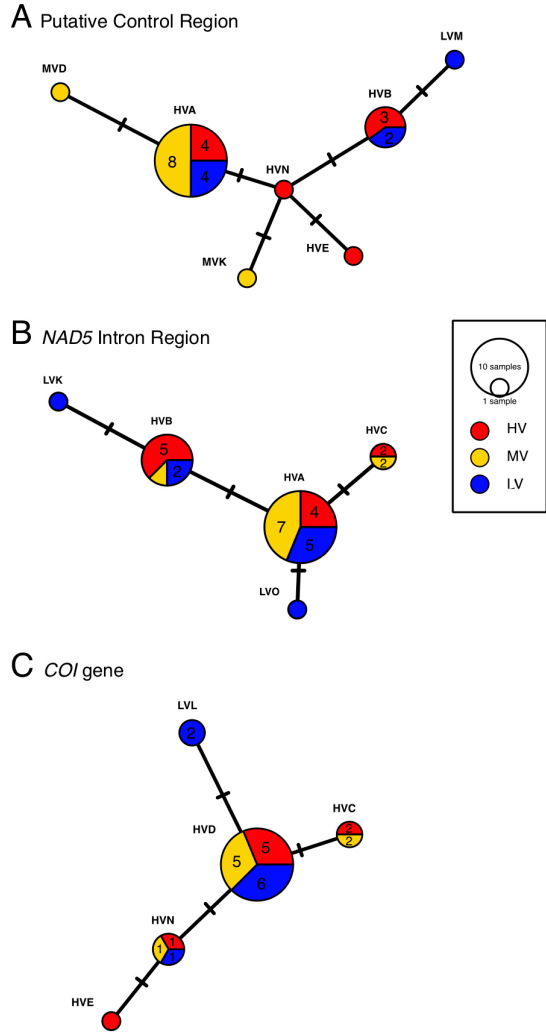 A Putative Control Region
LVM
MVD
HVB
HVA
3
2
4
8
4
HVN
HVE
MVK
B NAD5 Intron Region
LVK
10 samples
1 sample
HV
MV
LV
HVB
5
2
HVC
2
2
HVA
7
4
5
LVO
C COI gene
LVL
2
HVC
2
2
HVD
5
5
6
HVN
1
1
1
HVE